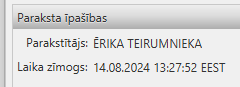 Paraksta īpašības
Parakstītājs: ĒRIKA TEIRUMNIEKA
Laika zīmogs: 14.08.2024 13:27:52 EEST